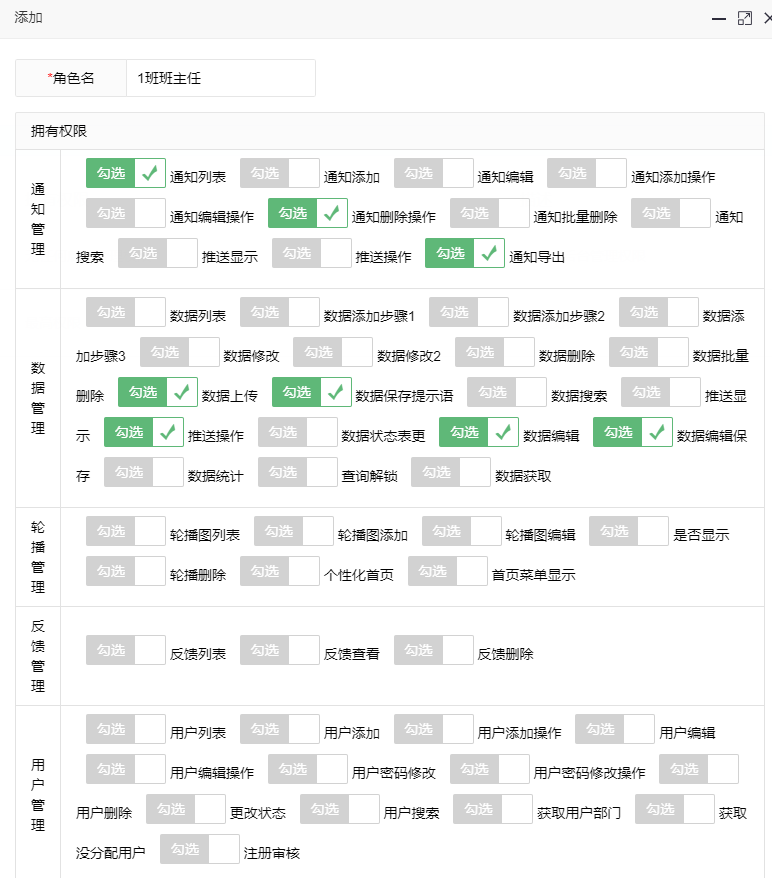 添加
*角色名 1班班主任
拥有权限
通知管理
勾选 通知列表 勾选 通知添加 勾选 通知编辑 勾选 通知添加操作
勾选 通知编辑操作 勾选 通知删除操作 勾选 通知批量删除 勾选 通知
搜索 勾选 推送显示 勾选 推送操作 勾选 通知导出
数据管理
勾选 数据列表 勾选 数据添加步骤1 勾选 数据添加步骤2 勾选 数据添
加步骤3 勾选 数据修改 勾选 数据修改2 勾选 数据删除 勾选 数据批量
删除 勾选 数据上传 勾选 数据保存提示语 勾选 数据搜索 勾选 推送显
示 勾选 推送操作 勾选 数据状态表更 勾选 数据编辑 勾选 数据编辑保
存 勾选 数据统计 勾选 查询解锁 勾选 数据获取
轮播管理
勾选 轮播图列表 勾选 轮播图添加 勾选 轮播图编辑 勾选 是否显示
勾选 轮播删除 勾选 个性化首页 勾选 首页菜单显示
反馈管理
勾选 反馈列表 勾选 反馈查看 勾选 反馈删除
用户管理
勾选 用户列表 勾选 用户添加 勾选 用户添加操作 勾选 用户编辑
勾选 用户编辑操作 勾选 用户密码修改 勾选 用户密码修改操作 勾选
用户删除 勾选 更改状态 勾选 用户搜索 勾选 获取用户部门 勾选 获取
没分配用户 勾选 注册审核